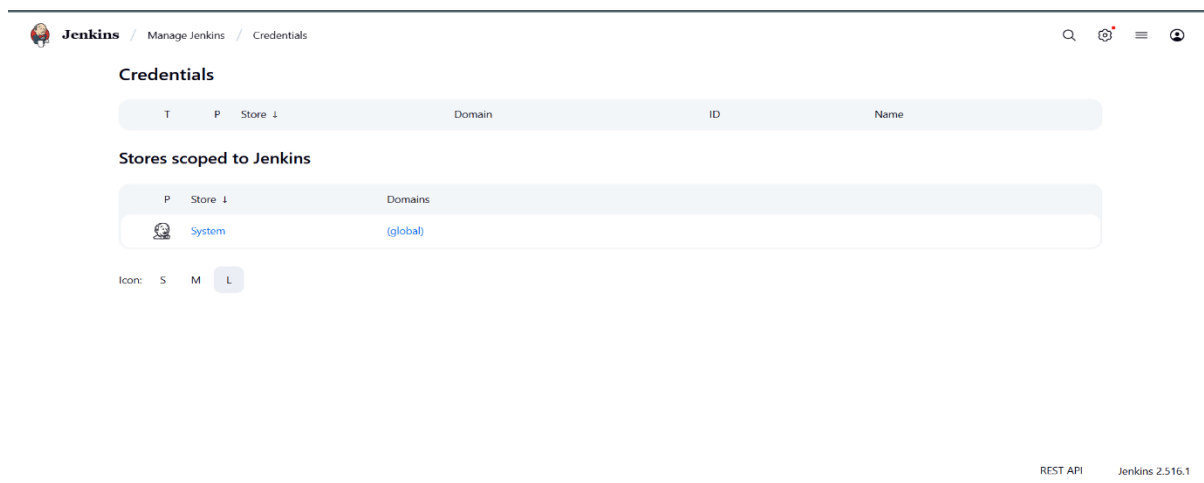 Jenkins / Manage Jenkins / Credentials
Credentials
T P Store ↓ Domain ID Name
Stores scoped to Jenkins
P Store ↓ Domains
System (global)
Icon: S M L
REST API Jenkins 2.516.1